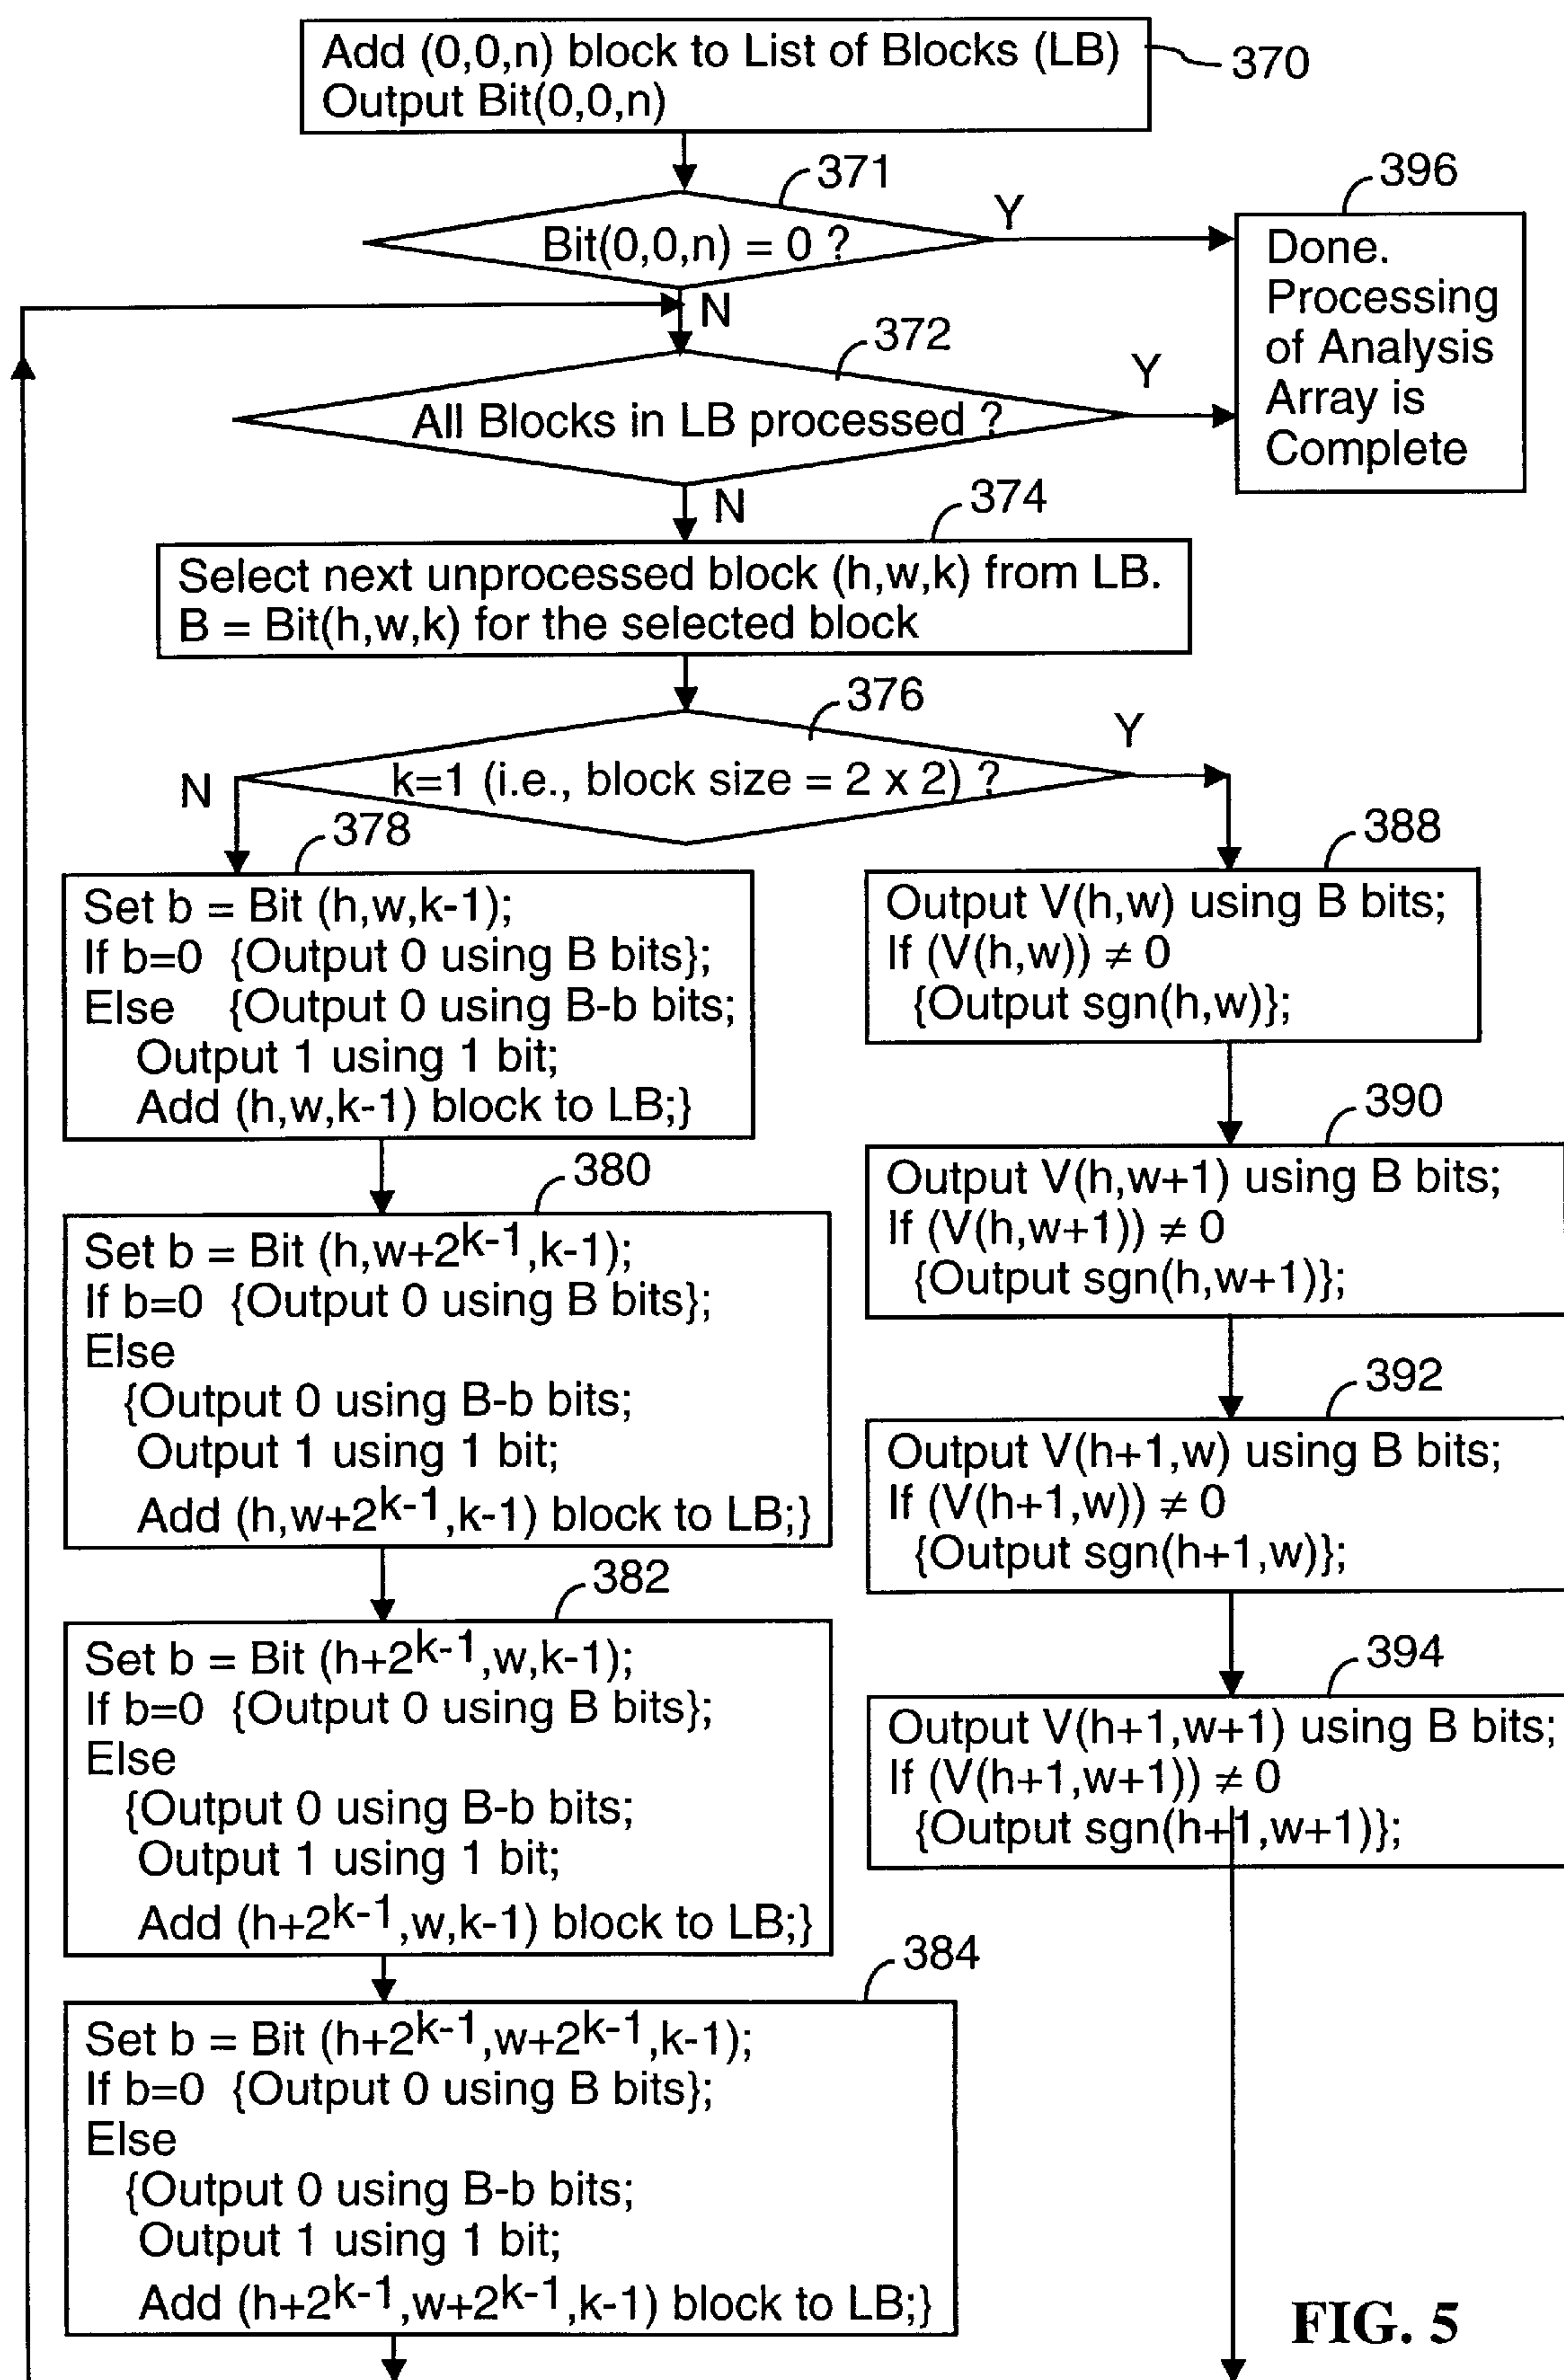 Add (0,0,n) block to List of Blocks (LB)
Output Bit(0,0,n)
370
371
Bit(0,0,n) = 0 ?
Y
N
396
Done.
Processing
of Analysis
Array is
Complete
372
All Blocks in LB processed ?
Y
N
374
Select next unprocessed block (h,w,k) from LB.
B = Bit(h,w,k) for the selected block
376
k=1 (i.e., block size = 2 x 2) ?
N
Y
378
Set b = Bit (h,w,k-1);
If b=0 {Output 0 using B bits};
Else {Output 0 using B-b bits;
Output 1 using 1 bit;
Add (h,w,k-1) block to LB;}
380
Set b = Bit (h,w+2^{k-1},k-1);
If b=0 {Output 0 using B bits};
Else
{Output 0 using B-b bits;
Output 1 using 1 bit;
Add (h,w+2^{k-1},k-1) block to LB;}
382
Set b = Bit (h+2^{k-1},w,k-1);
If b=0 {Output 0 using B bits};
Else
{Output 0 using B-b bits;
Output 1 using 1 bit;
Add (h+2^{k-1},w,k-1) block to LB;}
384
Set b = Bit (h+2^{k-1},w+2^{k-1},k-1);
If b=0 {Output 0 using B bits};
Else
{Output 0 using B-b bits;
Output 1 using 1 bit;
Add (h+2^{k-1},w+2^{k-1},k-1) block to LB;}
388
Output V(h,w) using B bits;
If (V(h,w)) ≠ 0
{Output sgn(h,w)};
390
Output V(h,w+1) using B bits;
If (V(h,w+1)) ≠ 0
{Output sgn(h,w+1)};
392
Output V(h+1,w) using B bits;
If (V(h+1,w)) ≠ 0
{Output sgn(h+1,w)};
394
Output V(h+1,w+1) using B bits;
If (V(h+1,w+1)) ≠ 0
{Output sgn(h+1,w+1)};
FIG. 5